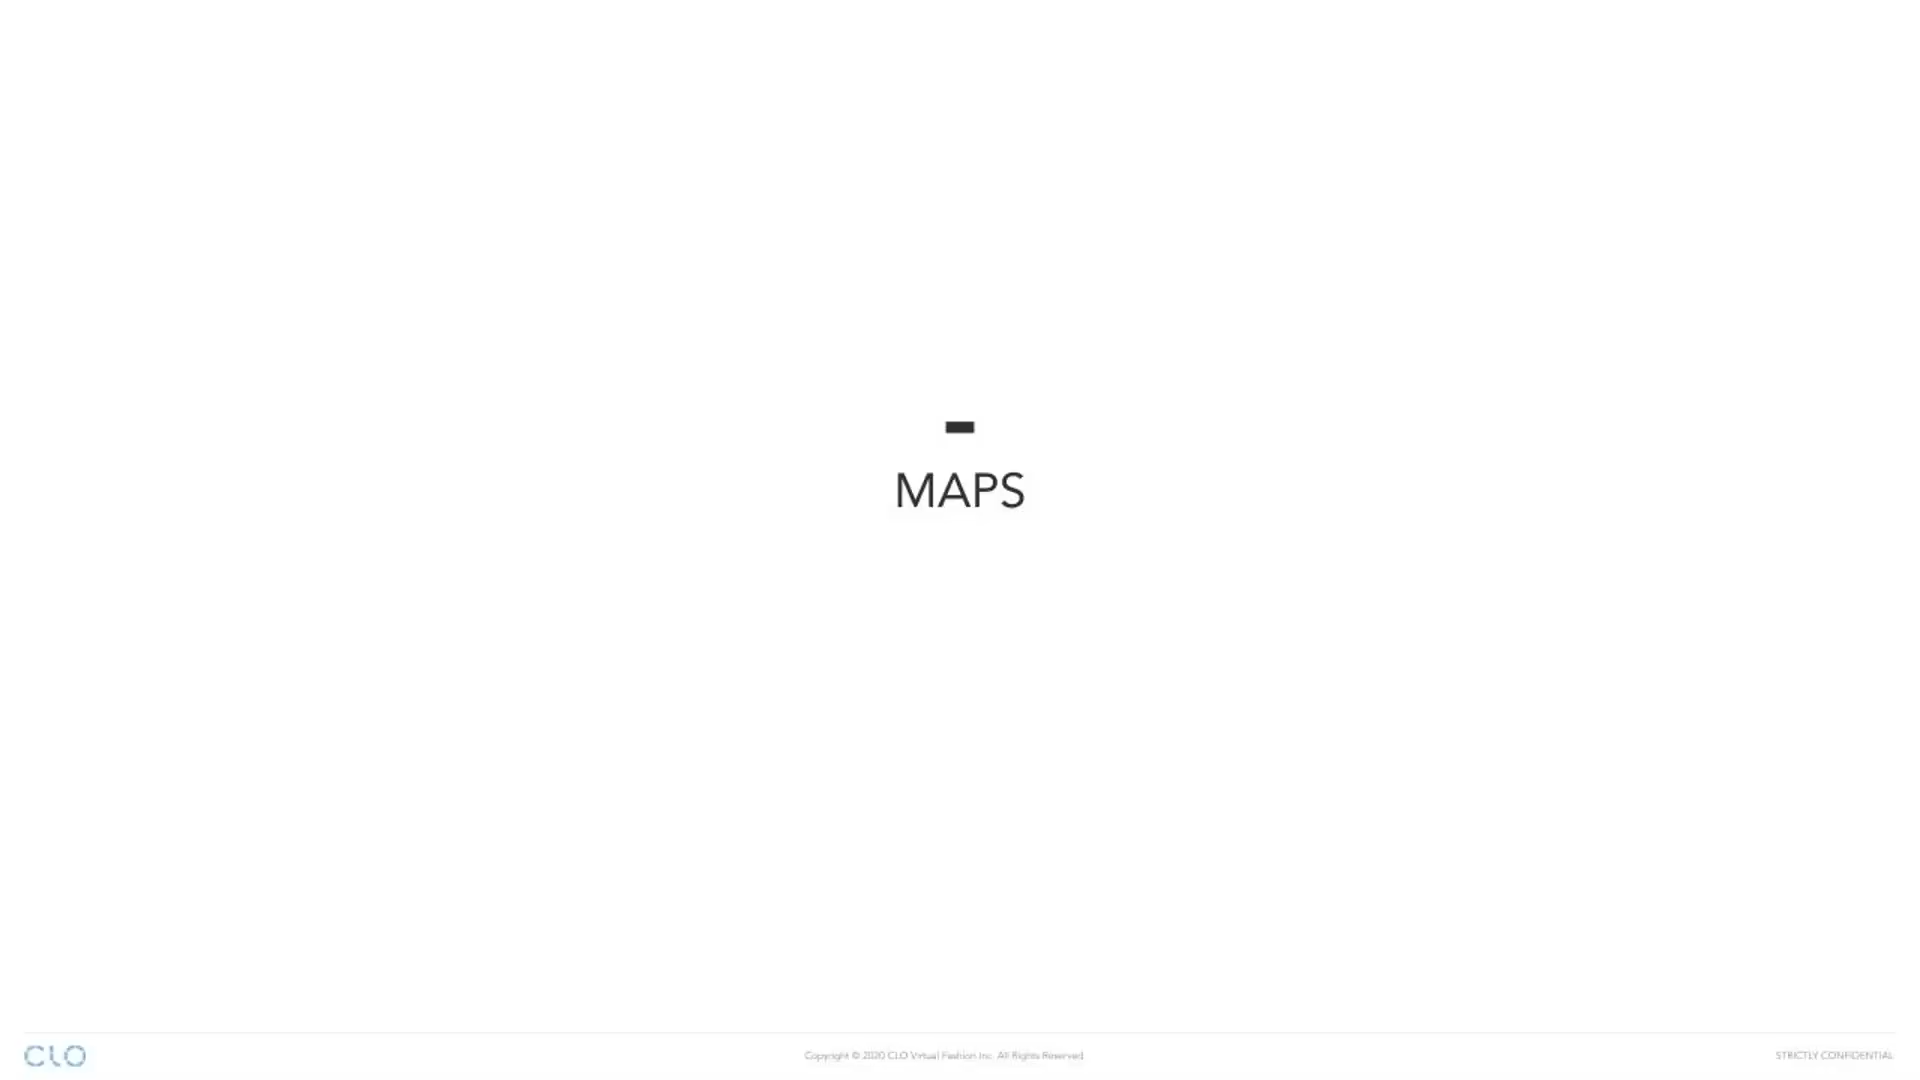 MAPS
CLO
Copyright © 2020 CLO Virtual Fashion Inc. All Rights Reserved
STRICTLY CONFIDENTIAL